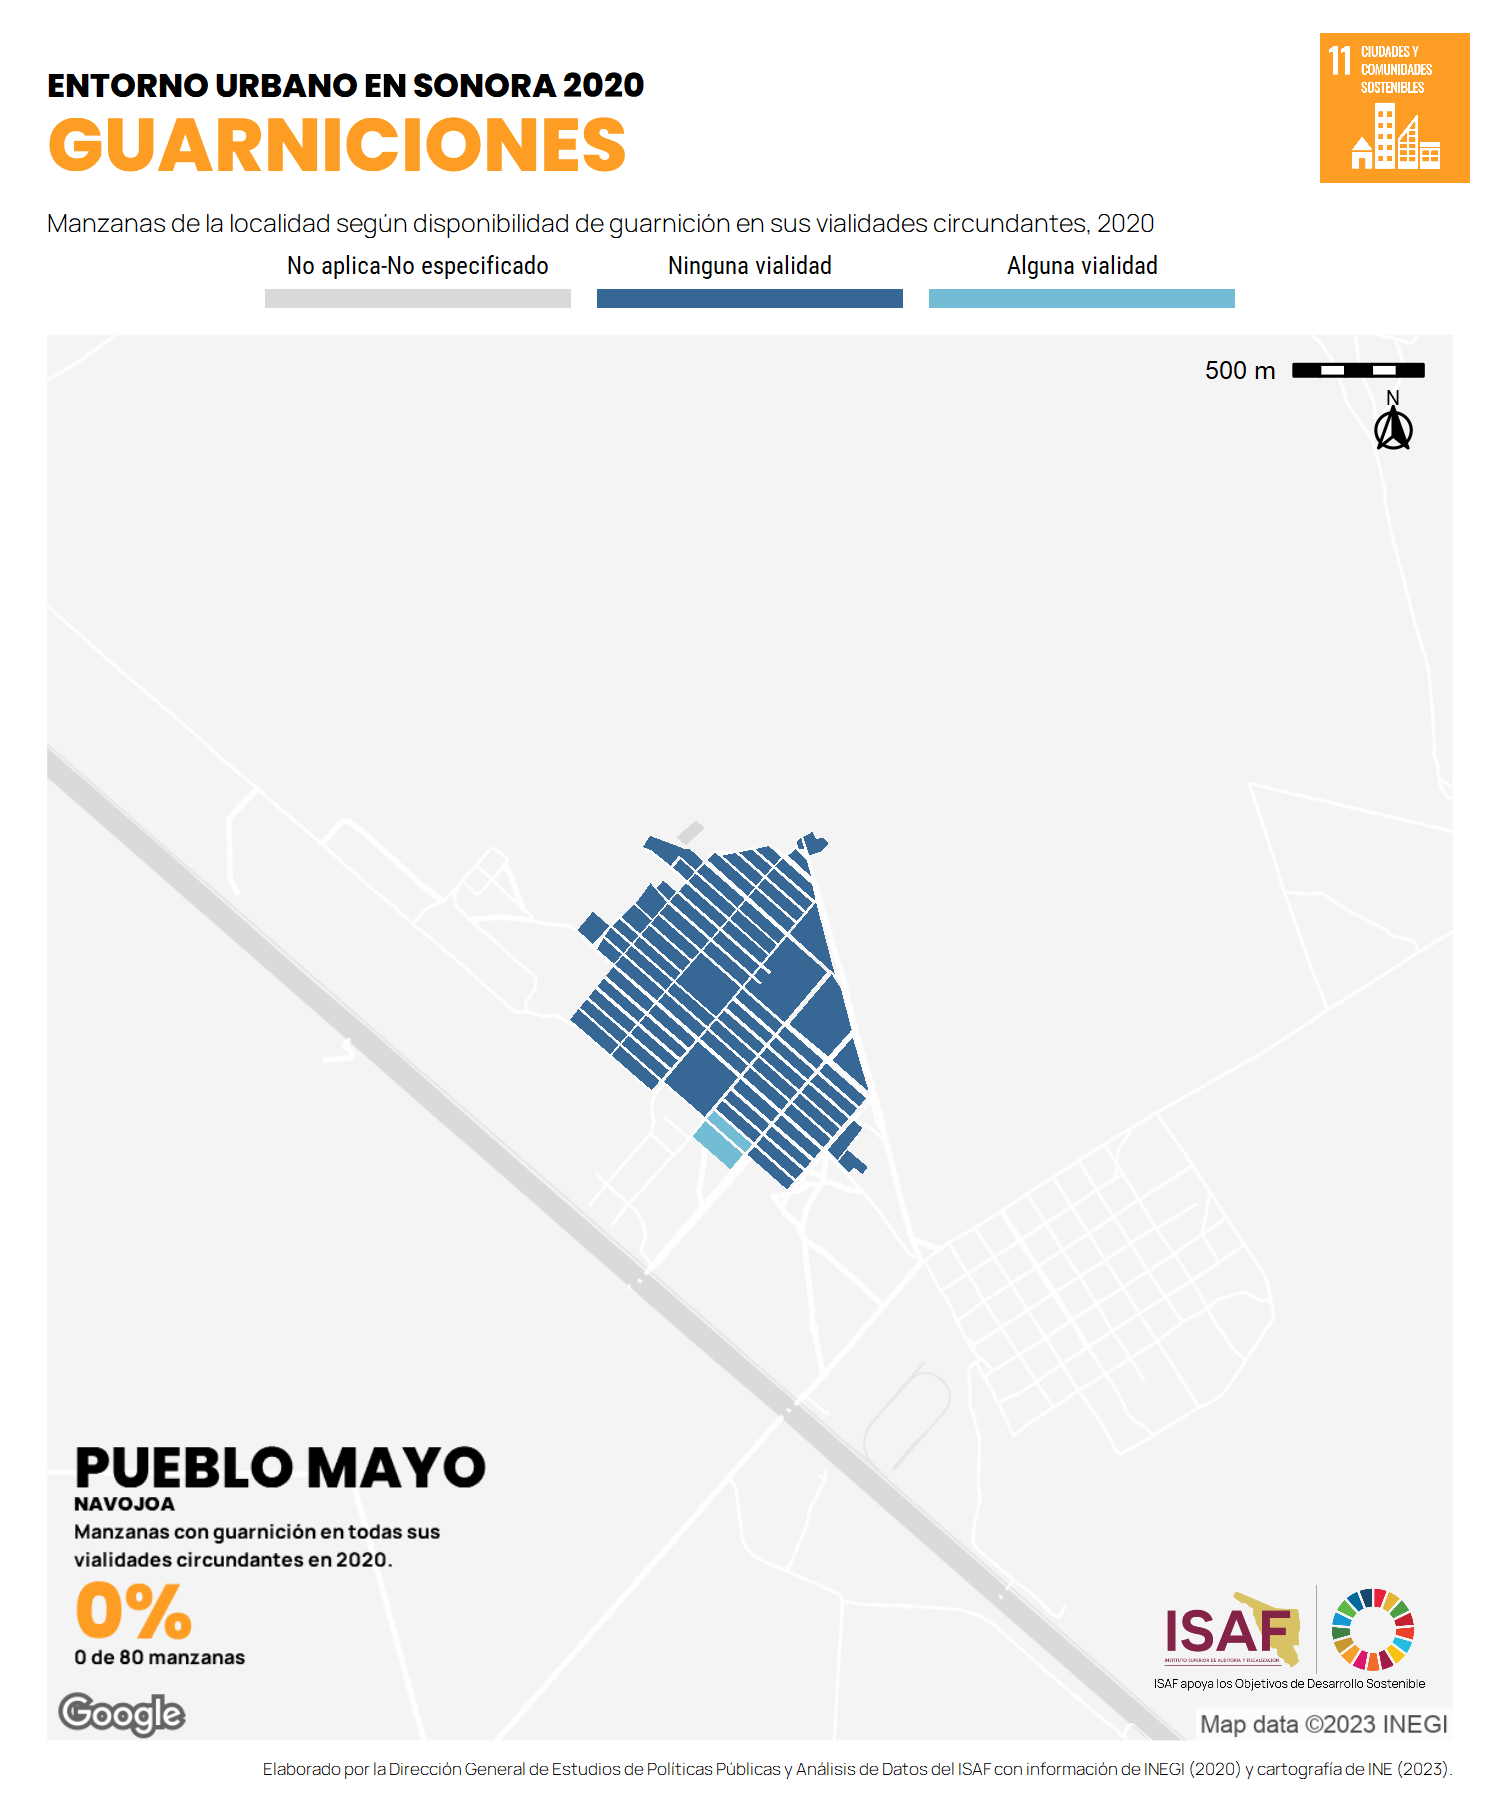 ENTORNO URBANO EN SONORA 2020
GUARNICIONES
11 CIUDADES Y
COMUNIDADES
SOSTENIBLES
Manzanas de la localidad según disponibilidad de guarnición en sus vialidades circundantes, 2020
No aplica-No especificado
Ninguna vialidad
Alguna vialidad
500 m
N
PUEBLO MAYO
NAVOJOA
Manzanas con guarnición en todas sus
vialidades circundantes en 2020.
0%
0 de 80 manzanas
ISAF
INSTITUTO SUPERIOR DE AUDITORÍA Y FISCALIZACIÓN
ISAF apoya los Objetivos de Desarrollo Sostenible
Google
Map data ©2023 INEGI
Elaborado por la Dirección General de Estudios de Políticas Públicas y Análisis de Datos del ISAF con información de INEGI (2020) y cartografía de INE (2023).